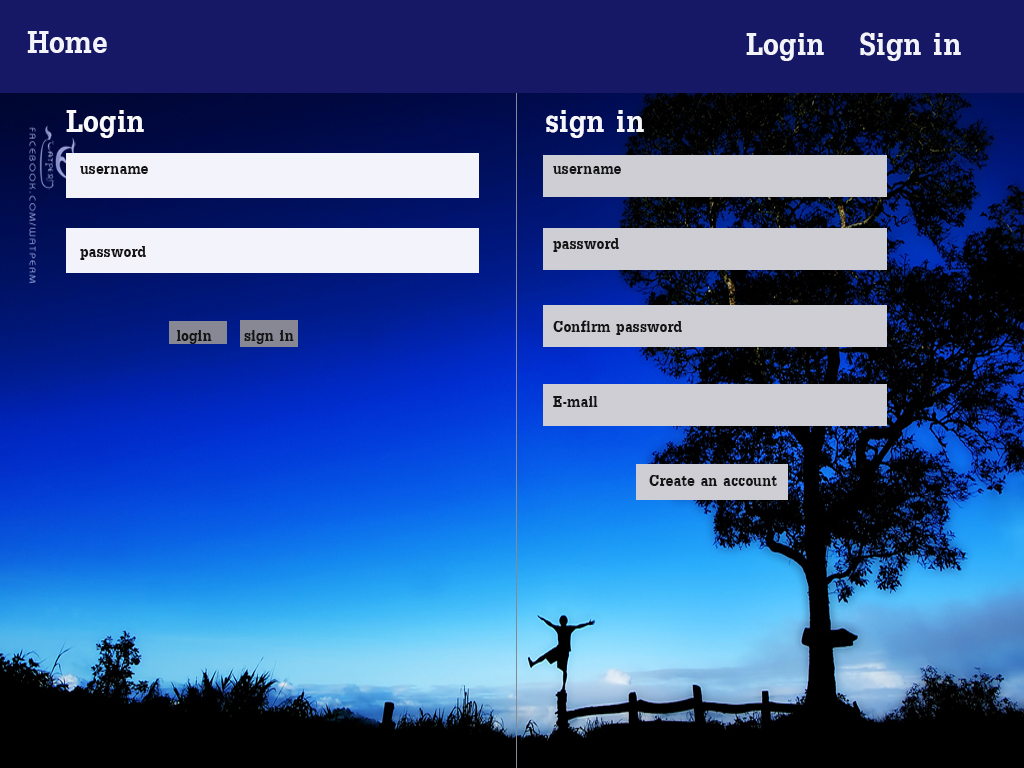 Home
Login
Sign in
Login
username
password
login
sign in
sign in
username
password
Confirm password
E-mail
Create an account
FACEBOOK.COM/WATPERM